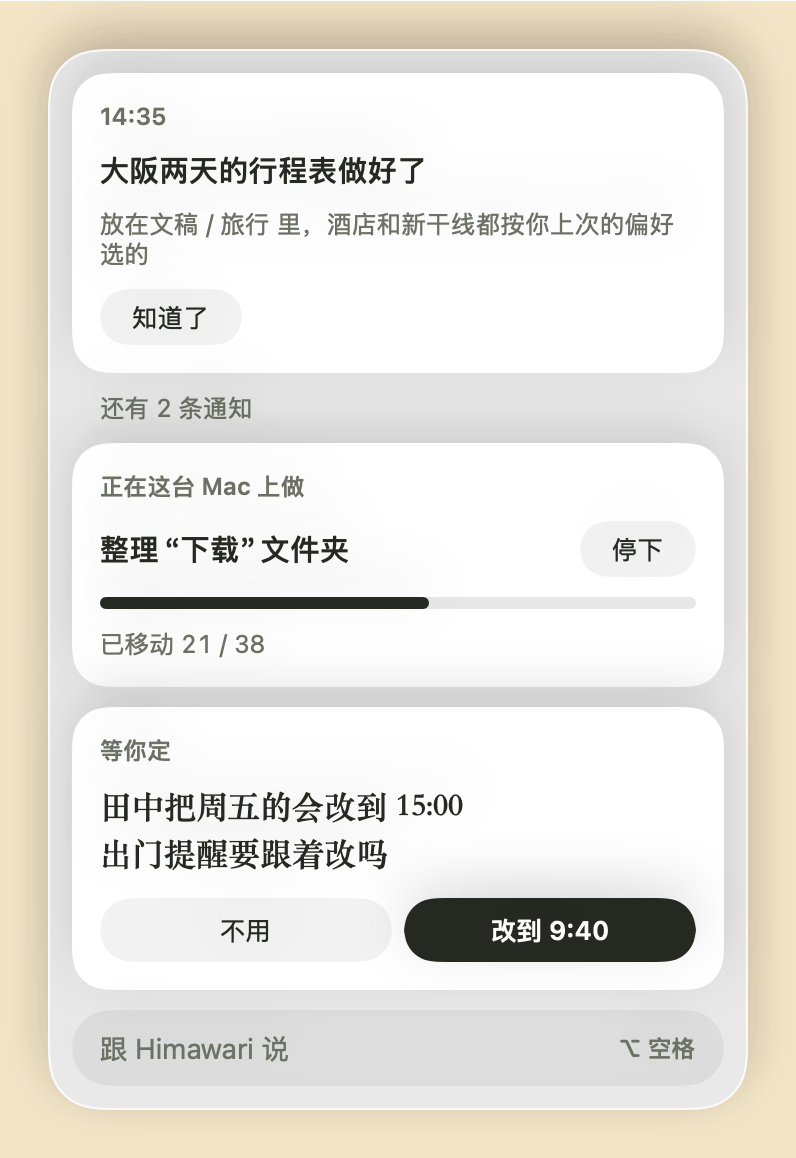 14:35
大阪两天的行程表做好了
放在文稿 / 旅行 里，酒店和新干线都按你上次的偏好
选的
知道了
还有 2 条通知
正在这台 Mac 上做
整理 “下载” 文件夹
停下
已移动 21 / 38
等你定
田中把周五的会改到 15:00
出门提醒要跟着改吗
不用
改到 9:40
跟 Himawari 说
⌥ 空格